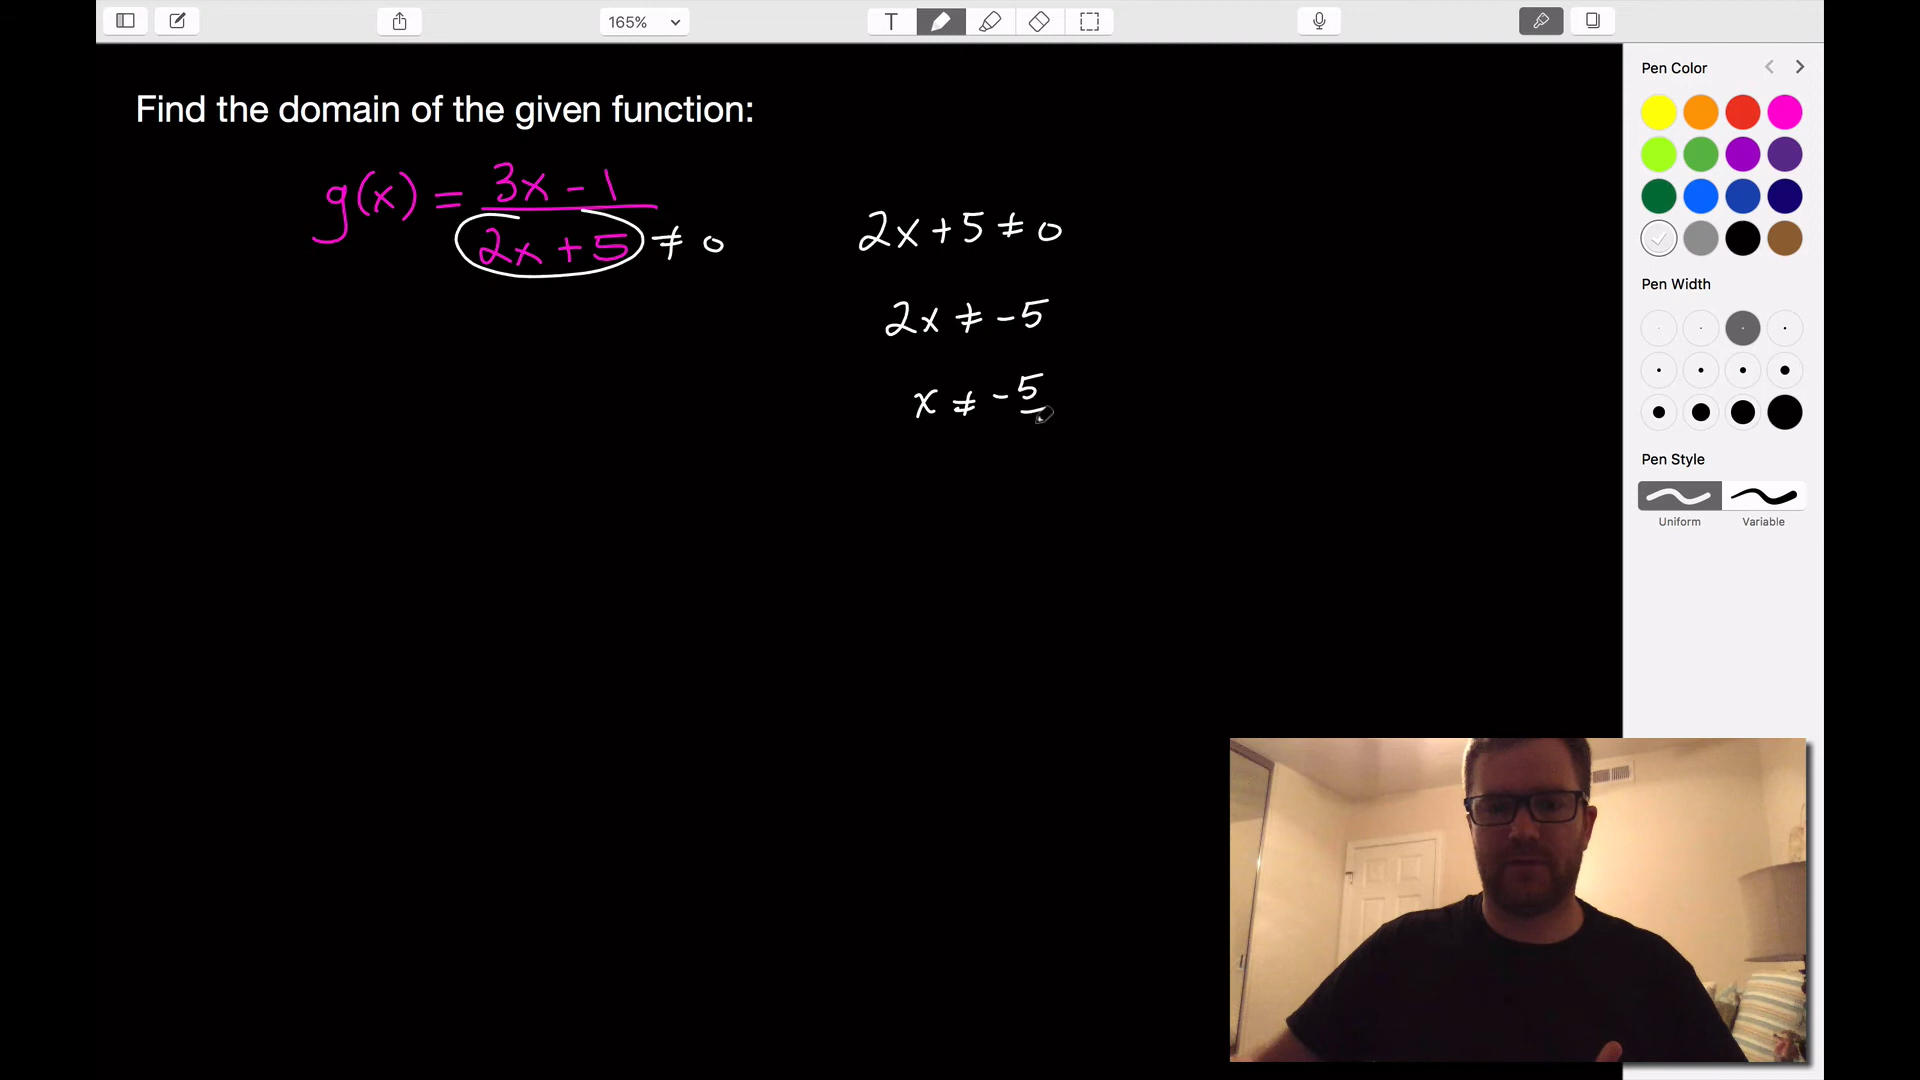 165%
T
Find the domain of the given function:
g(x) = 3x - 1
2x + 5 ≠ 0
2x + 5 ≠ 0
2x ≠ -5
x ≠ -5
Pen Color
Pen Width
Pen Style
Uniform
Variable